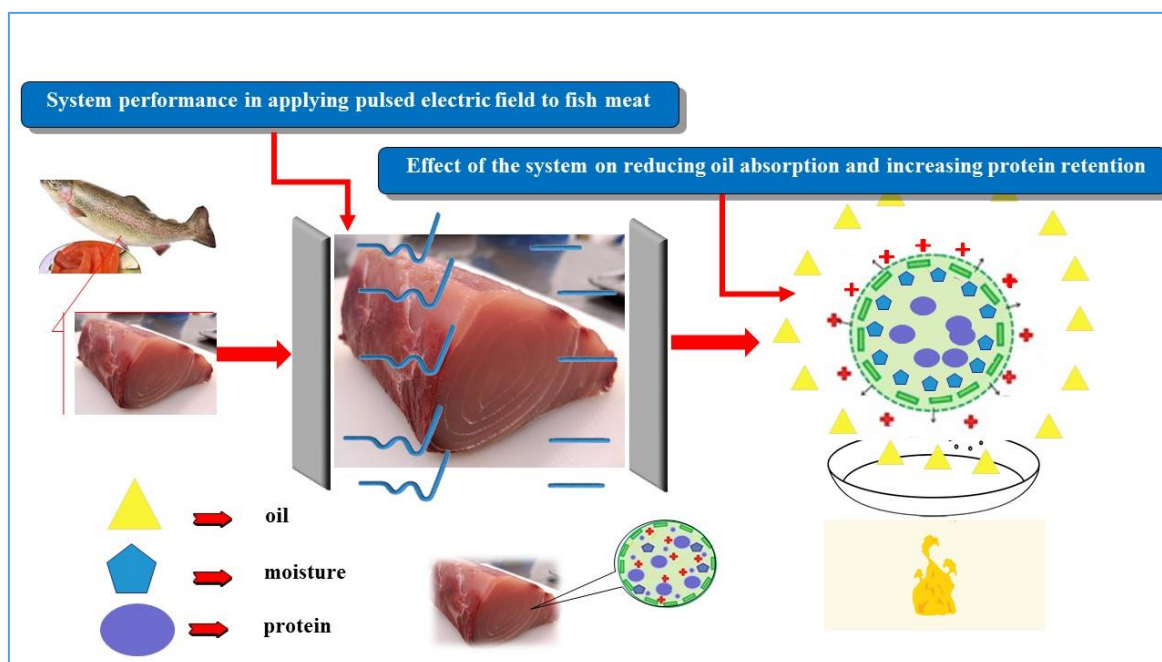 System performance in applying pulsed electric field to fish meat
Effect of the system on reducing oil absorption and increasing protein retention
oil
moisture
protein